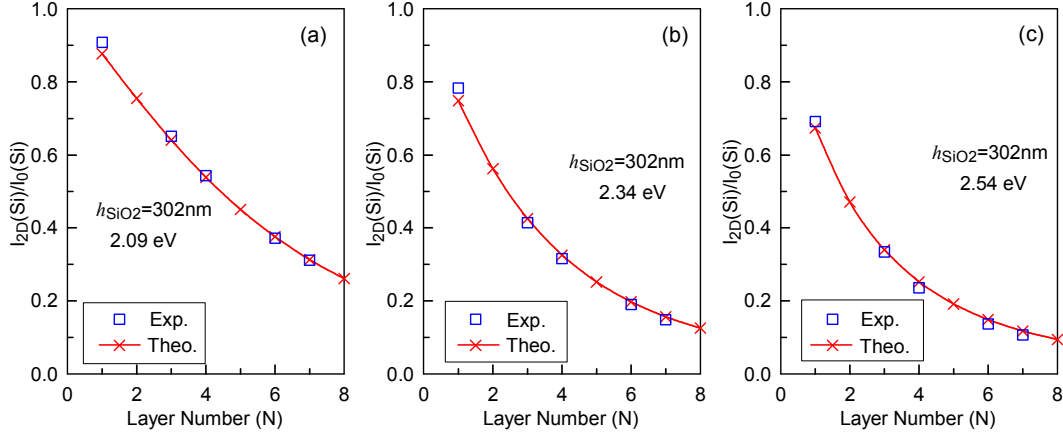 (a)
I2D(Si)/I0(Si)
1.0
0.8
0.6
0.4
0.2
0.0
hSiO2=302nm
2.09 eV
Exp.
Theo.
0 2 4 6 8
Layer Number (N)
(b)
I2D(Si)/I0(Si)
1.0
0.8
0.6
0.4
0.2
0.0
hSiO2=302nm
2.34 eV
Exp.
Theo.
0 2 4 6 8
Layer Number (N)
(c)
I2D(Si)/I0(Si)
1.0
0.8
0.6
0.4
0.2
0.0
hSiO2=302nm
2.54 eV
Exp.
Theo.
0 2 4 6 8
Layer Number (N)